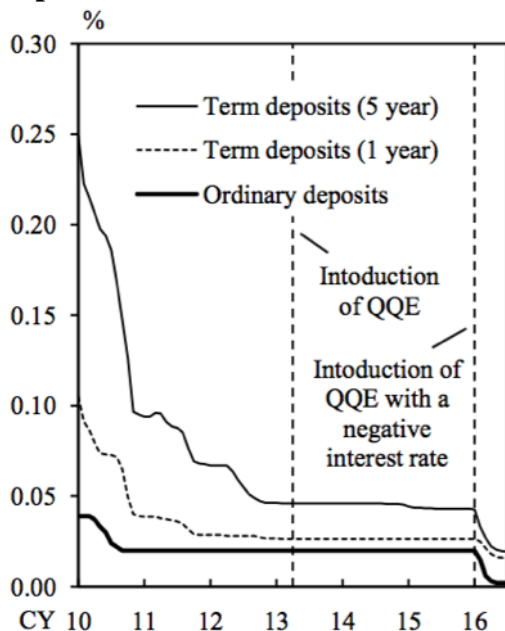 %
0.30
Term deposits (5 year)
0.25
Term deposits (1 year)
Ordinary deposits
0.20
Intoduction
of QQE
0.15
Intoduction of
QQE with a
negative
interest rate
0.10
0.05
0.00
CY 10 11 12 13 14 15 16